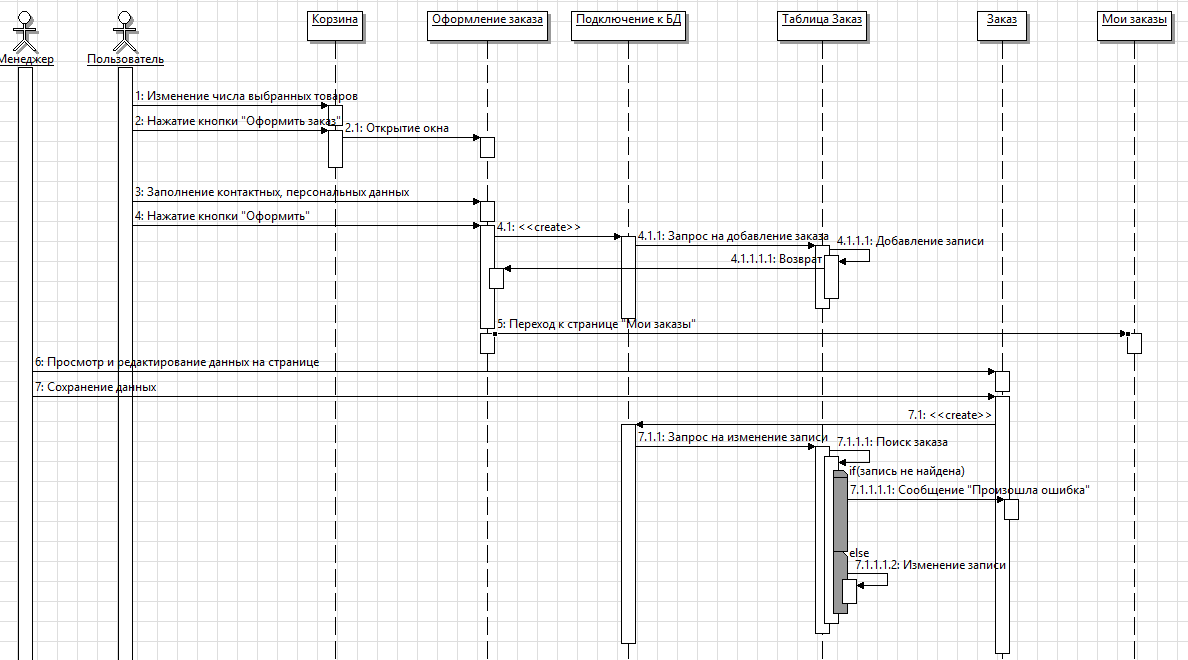 Корзина
Оформление заказа
Подключение к БД
Таблица Заказ
Заказ
Мои заказы
Менеджер
Пользователь
1: Изменение числа выбранных товаров
2: Нажатие кнопки "Оформить заказ"
2.1: Открытие окна
3: Заполнение контактных, персональных данных
4: Нажатие кнопки "Оформить"
4.1: <<create>>
4.1.1: Запрос на добавление заказа
4.1.1.1: Добавление записи
4.1.1.1.1: Возврат
5: Переход к странице "Мои заказы"
6: Просмотр и редактирование данных на странице
7: Сохранение данных
7.1: <<create>>
7.1.1: Запрос на изменение записи
7.1.1.1: Поиск заказа
if(запись не найдена)
7.1.1.1.1: Сообщение "Произошла ошибка"
else
7.1.1.1.2: Изменение записи